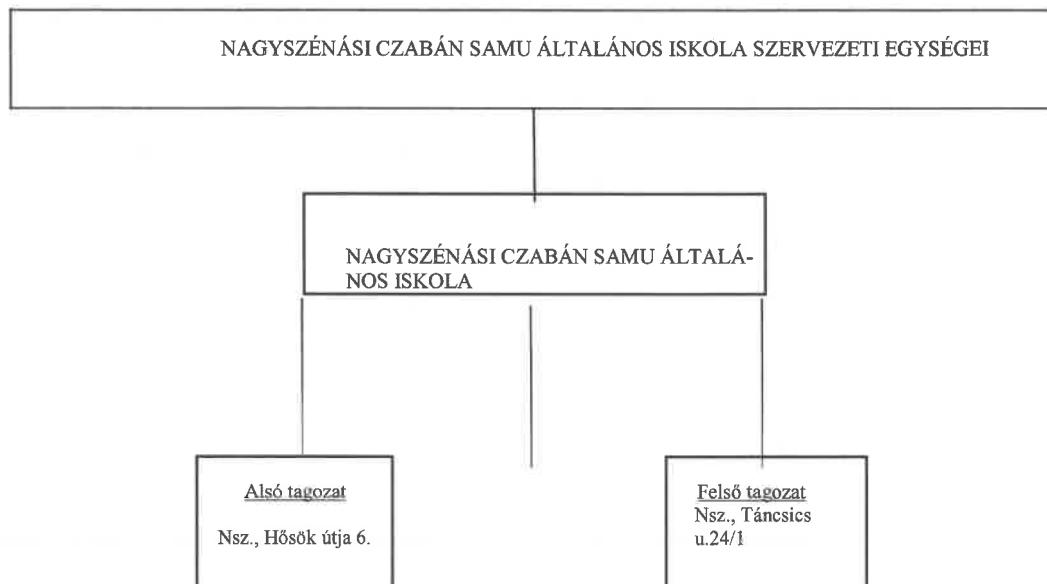 NAGYSZÉNÁSI CZABÁN SAMU ÁLTALÁNOS ISKOLA SZERVEZETI EGYSÉGEI
NAGYSZÉNÁSI CZABÁN SAMU ÁLTALÁ-
NOS ISKOLA
Alsó tagozat
Nsz., Hősök útja 6.
Felső tagozat
Nsz., Táncsics
u.24/1